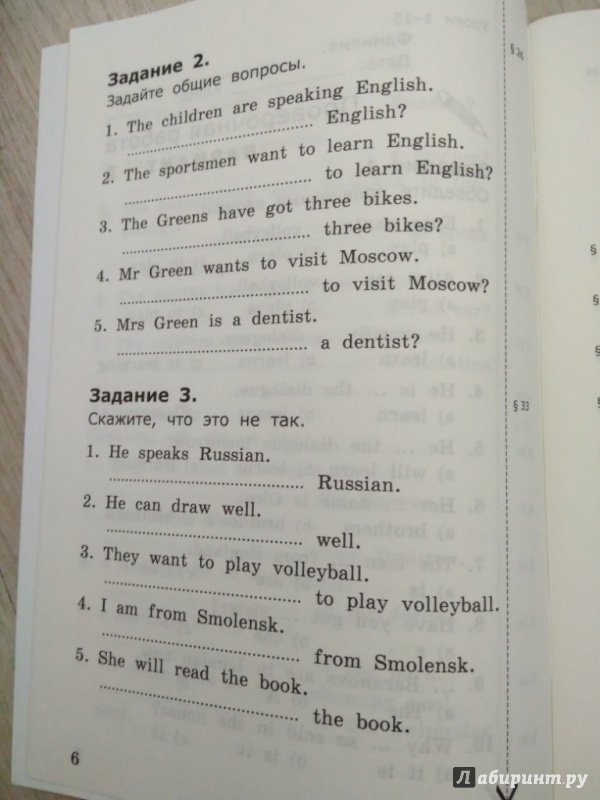 Задание 2.
Задайте общие вопросы.
1. The children are speaking English.
................................ English?
2. The sportsmen want to learn English.
................................ to learn English?
3. The Greens have got three bikes.
................................ three bikes?
4. Mr Green wants to visit Moscow.
................................ to visit Moscow?
5. Mrs Green is a dentist.
................................ a dentist?
Задание 3.
Скажите, что это не так.
1. He speaks Russian.
................................ Russian.
2. He can draw well.
................................ well.
3. They want to play volleyball.
................................ to play volleyball.
4. I am from Smolensk.
................................ from Smolensk.
5. She will read the book.
................................ the book.
6
§ 26
§ 33
Лабиринт.ру